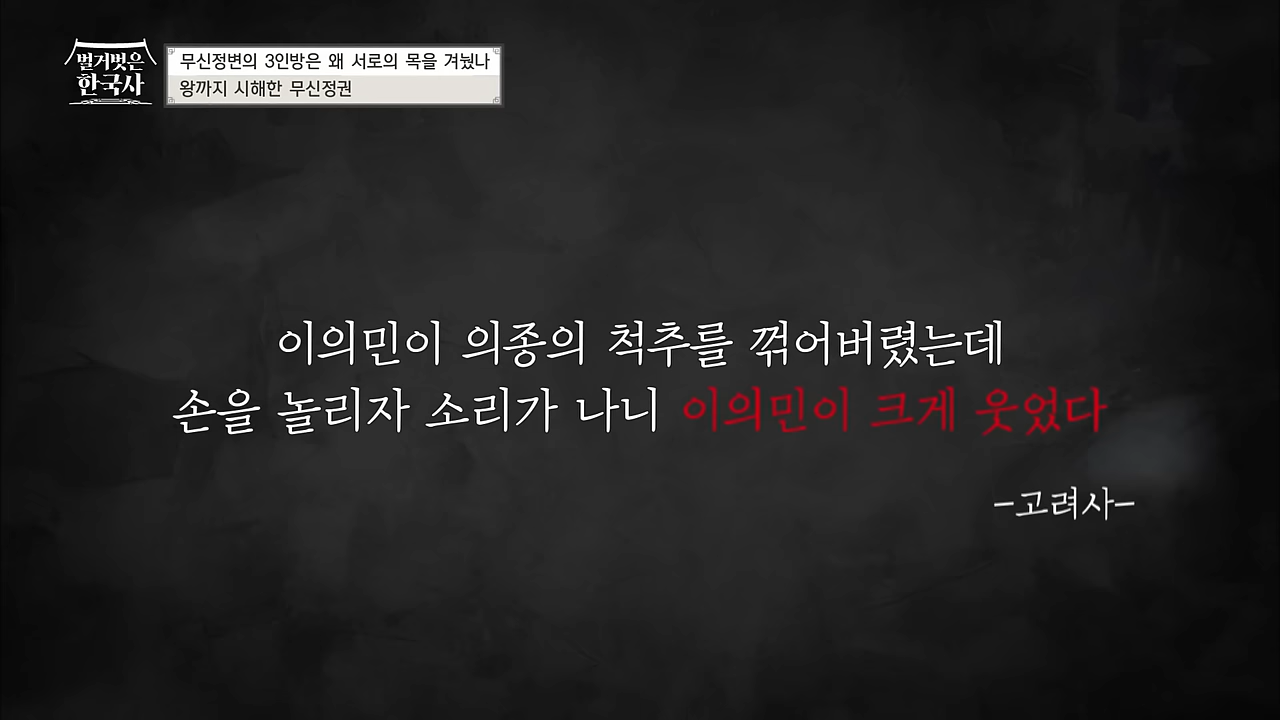 벌거벗은
한국사
무신정변의 3인방은 왜 서로의 목을 겨눴나
왕까지 시해한 무신정권
이의민이 의종의 척추를 꺾어버렸는데
손을 놀리자 소리가 나니 이의민이 크게 웃었다
-고려사-